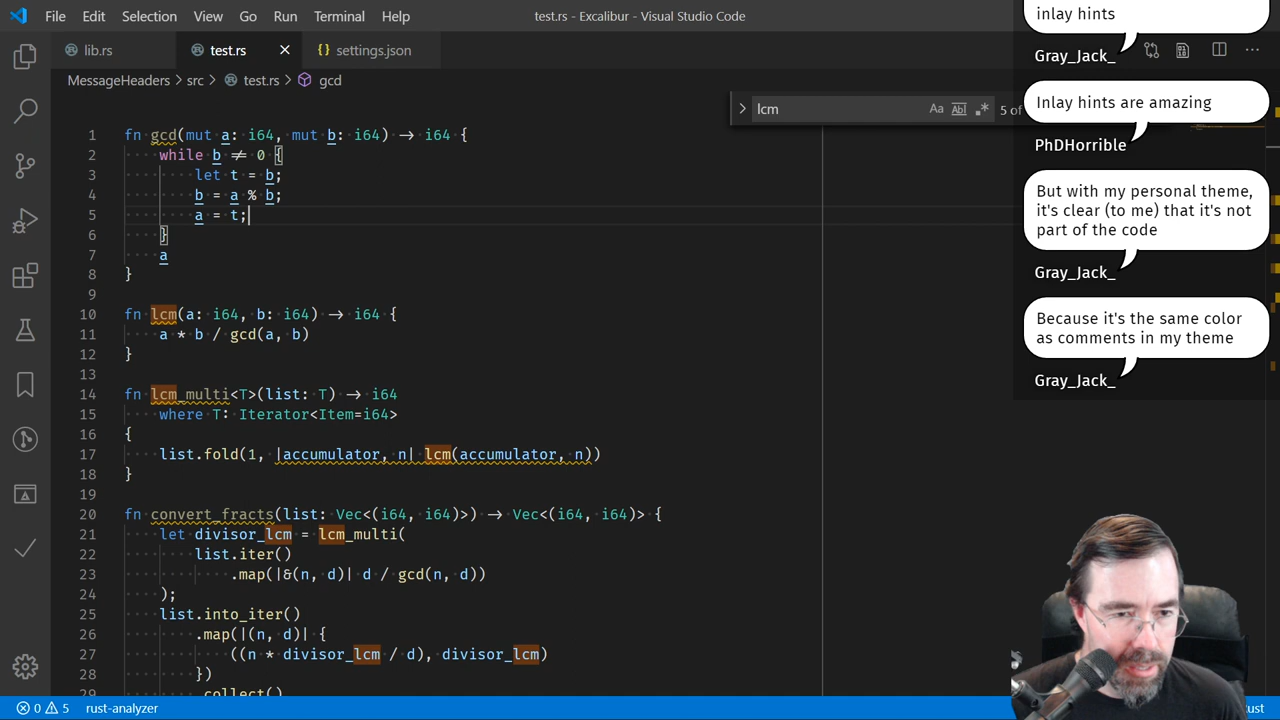 File Edit Selection View Go Run Terminal Help
test.rs - Excalibur - Visual Studio Code
lib.rs
test.rs
settings.json
MessageHeaders > src > test.rs > gcd
lcm
5 of
1 fn gcd(mut a: i64, mut b: i64) → i64 {
2 while b ≠ 0 {
3 let t = b;
4 b = a % b;
5 a = t;
6 }
7 a
8 }
9
10 fn lcm(a: i64, b: i64) → i64 {
11 a * b / gcd(a, b)
12 }
13
14 fn lcm_multi<T>(list: T) → i64
15 where T: Iterator<Item=i64>
16 {
17 list.fold(1, |accumulator, n| lcm(accumulator, n))
18 }
19
20 fn convert_fracts(list: Vec<(i64, i64)>) → Vec<(i64, i64)> {
21 let divisor_lcm = lcm_multi(
22 list.iter()
23 .map(|&(n, d)| d / gcd(n, d))
24 );
25 list.into_iter()
26 .map(|(n, d)| {
27 ((n * divisor_lcm / d), divisor_lcm)
28 })
29 .collect()
inlay hints
Gray_Jack_
Inlay hints are amazing
PhDHorrible
But with my personal theme,
it's clear (to me) that it's not
part of the code
Gray_Jack_
Because it's the same color
as comments in my theme
Gray_Jack_
0 5 rust-analyzer